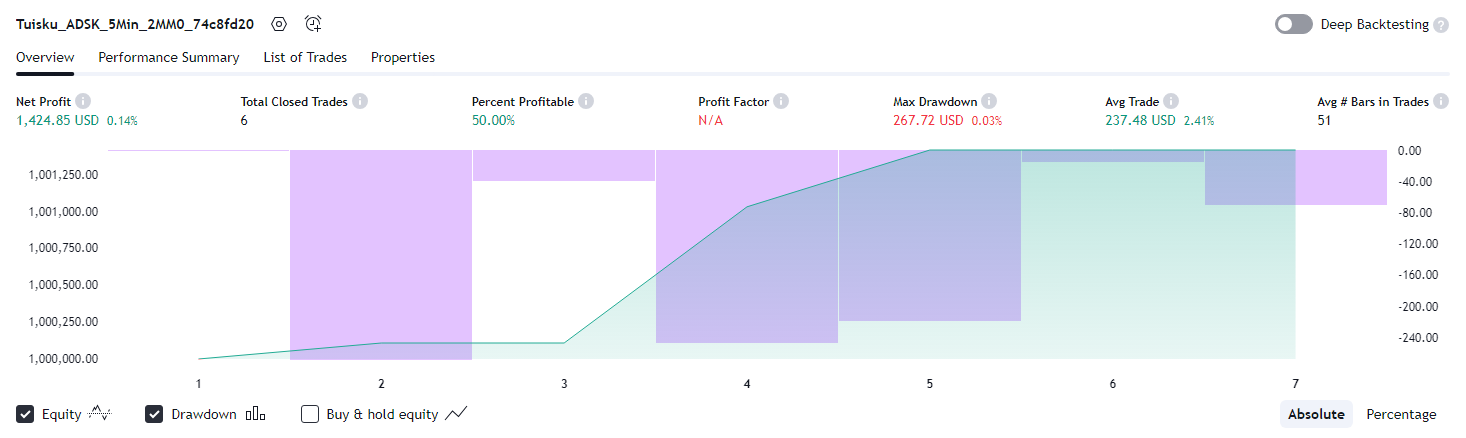 Tuisku_ADSK_5Min_2MM0_74c8fd20 Deep Backtesting
Overview Performance Summary List of Trades Properties
Net Profit Total Closed Trades Percent Profitable Profit Factor Max Drawdown Avg Trade Avg # Bars in Trades
1,424.85 USD 0.14% 6 50.00% N/A 267.72 USD 0.03% 237.48 USD 2.41% 51
0.00
1,001,250.00 -40.00
1,001,000.00 -80.00
1,000,750.00 -120.00
1,000,500.00 -160.00
1,000,250.00 -200.00
1,000,000.00 -240.00
1 2 3 4 5 6 7
Equity Drawdown Buy & hold equity Absolute Percentage